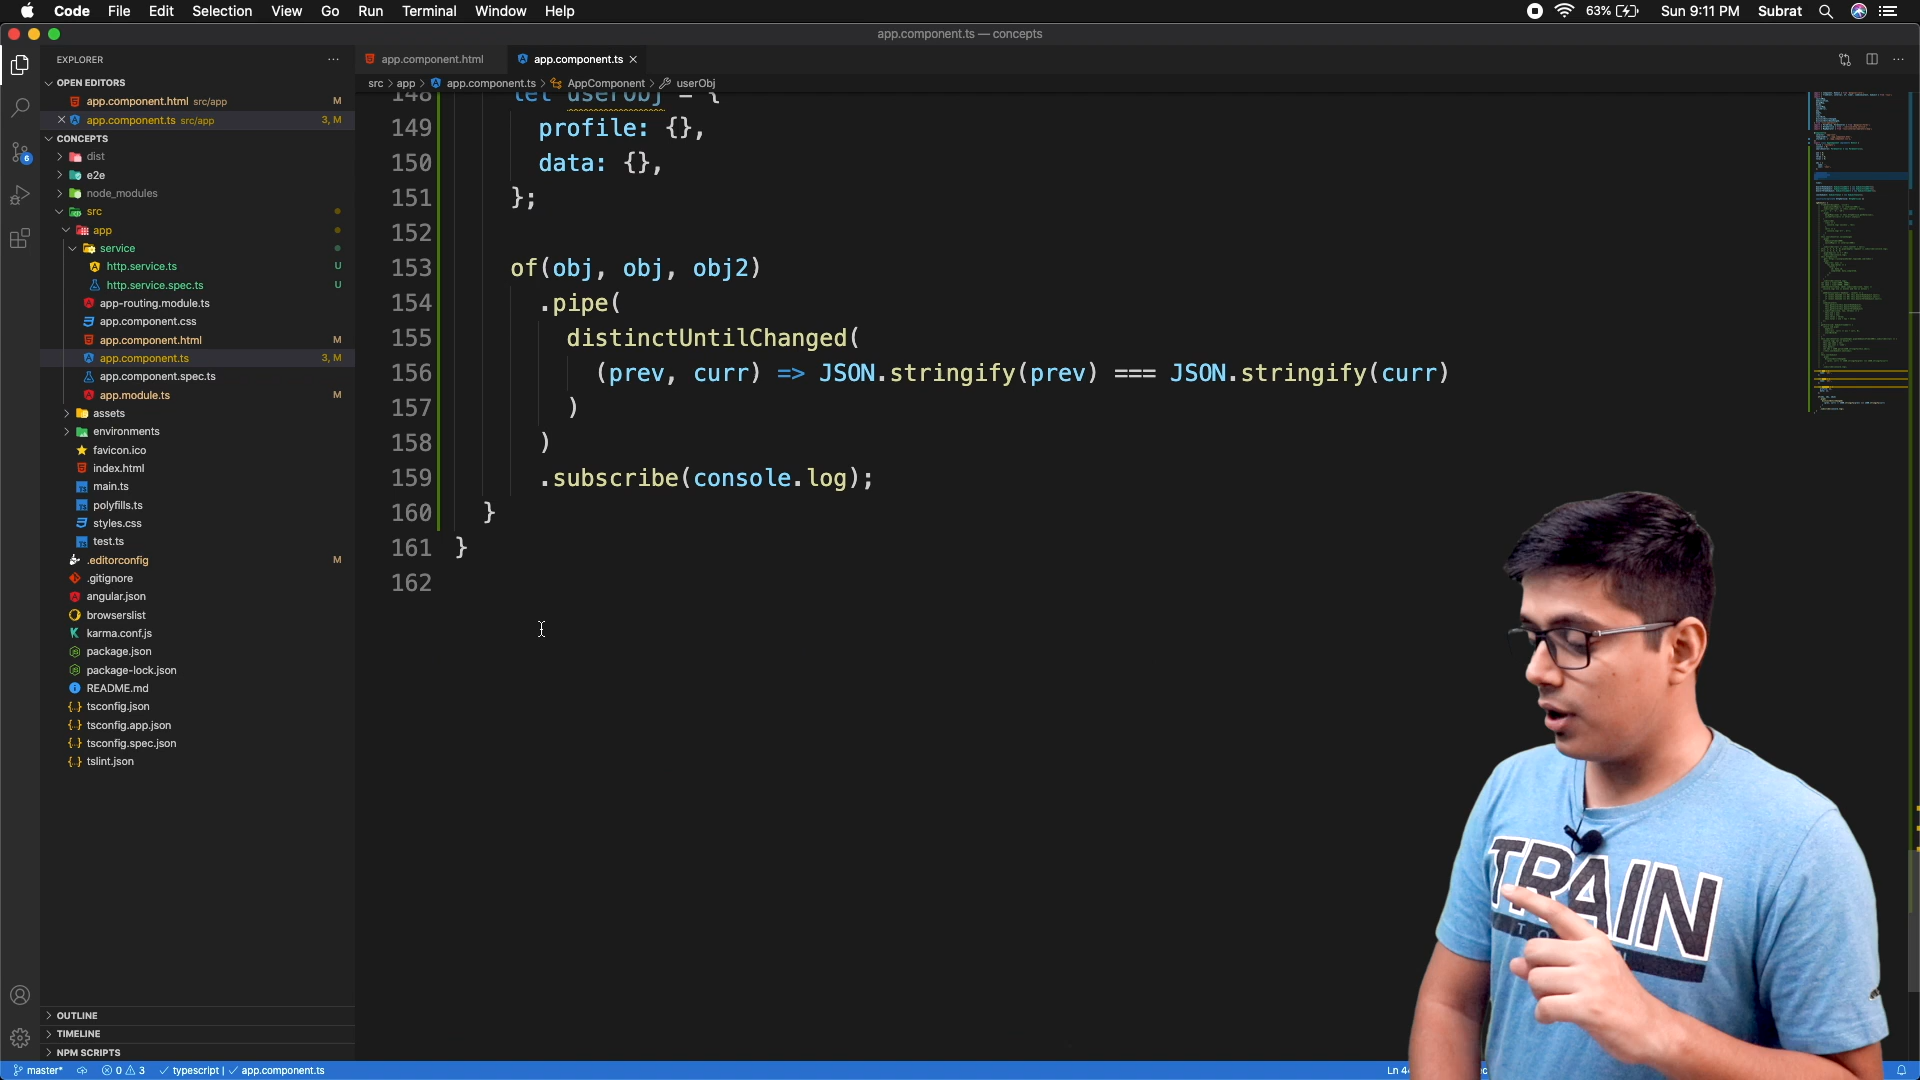 Code File Edit Selection View Go Run Terminal Window Help 63% Sun 9:11 PM Subrat
app.component.ts — concepts
EXPLORER
OPEN EDITORS
app.component.html src/app M
app.component.ts src/app 3, M
CONCEPTS
dist
e2e
node_modules
src
app
service
http.service.ts U
http.service.spec.ts U
app-routing.module.ts
app.component.css
app.component.html M
app.component.ts 3, M
app.component.spec.ts
app.module.ts M
assets
environments
favicon.ico
index.html
main.ts
polyfills.ts
styles.css
test.ts
.editorconfig M
.gitignore
angular.json
browserslist
karma.conf.js
package.json
package-lock.json
README.md
tsconfig.json
tsconfig.app.json
tsconfig.spec.json
tslint.json
OUTLINE
TIMELINE
NPM SCRIPTS
app.component.html app.component.ts
src > app > app.component.ts > AppComponent > userObj
148 let userObj = {
149 profile: {},
150 data: {},
151 };
152
153 of(obj, obj, obj2)
154 .pipe(
155 distinctUntilChanged(
156 (prev, curr) => JSON.stringify(prev) === JSON.stringify(curr)
157 )
158 )
159 .subscribe(console.log);
160 }
161 }
162
TRAIN
TO
6
master* 0 3 typescript | app.component.ts Ln